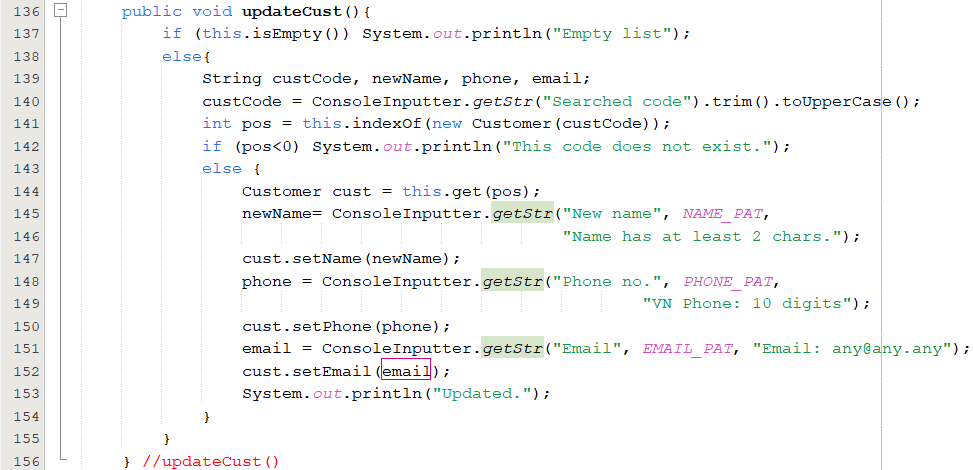 136 public void updateCust(){
137 if (this.isEmpty()) System.out.println("Empty list");
138 else{
139 String custCode, newName, phone, email;
140 custCode = ConsoleInputter.getStr("Searched code").trim().toUpperCase();
141 int pos = this.indexOf(new Customer(custCode));
142 if (pos<0) System.out.println("This code does not exist.");
143 else {
144 Customer cust = this.get(pos);
145 newName= ConsoleInputter.getStr("New name", NAME_PAT,
146 "Name has at least 2 chars.");
147 cust.setName(newName);
148 phone = ConsoleInputter.getStr("Phone no.", PHONE_PAT,
149 "VN Phone: 10 digits");
150 cust.setPhone(phone);
151 email = ConsoleInputter.getStr("Email", EMAIL_PAT, "Email: any@any.any");
152 cust.setEmail(email);
153 System.out.println("Updated.");
154 }
155 }
156 } //updateCust()